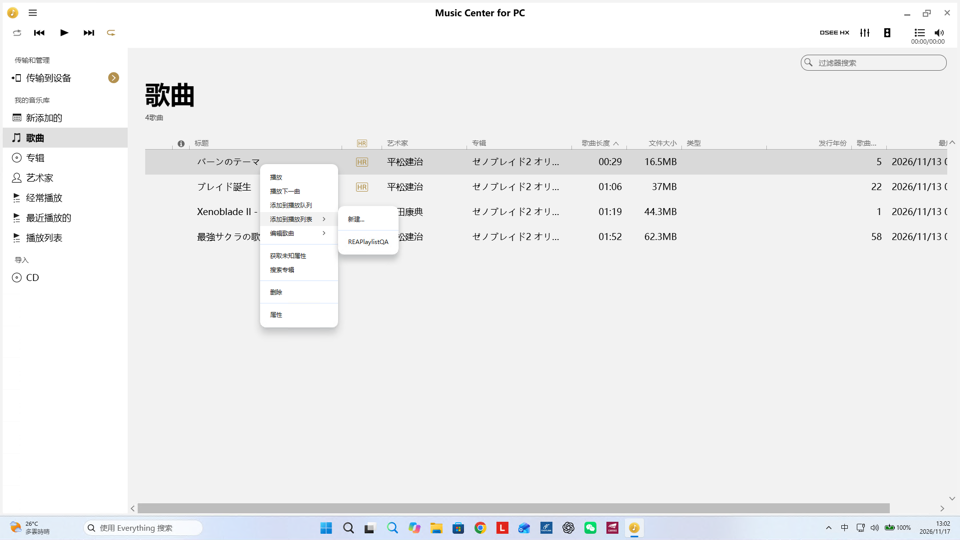 Music Center for PC
DSEE HX
00:00/00:00
传输和管理
传输到设备
我的音乐库
新添加的
歌曲
专辑
艺术家
经常播放
最近播放的
播放列表
导入
CD
过滤器搜索
歌曲
4歌曲
标题 HR 艺术家 专辑 歌曲长度 文件大小 类型 发行年份 歌曲...
バーンのテーマ HR 平松建治 ゼノブレイド2 オリ... 00:29 16.5MB 5 2026/11/13
ブレイド誕生 HR 平松建治 ゼノブレイド2 オリ... 01:06 37MB 22 2026/11/13
Xenoblade II - 田康典 ゼノブレイド2 オリ... 01:19 44.3MB 1 2026/11/13
最強サクラの歌 松建治 ゼノブレイド2 オリ... 01:52 62.3MB 58 2026/11/13
播放
播放下一曲
添加到播放队列
添加到播放列表
编辑歌曲
获取未知属性
搜索专辑
删除
属性
新建...
REAPlaylistQA
26°C
多雾转晴
使用 Everything 搜索
中
100%
13:02
2026/11/17